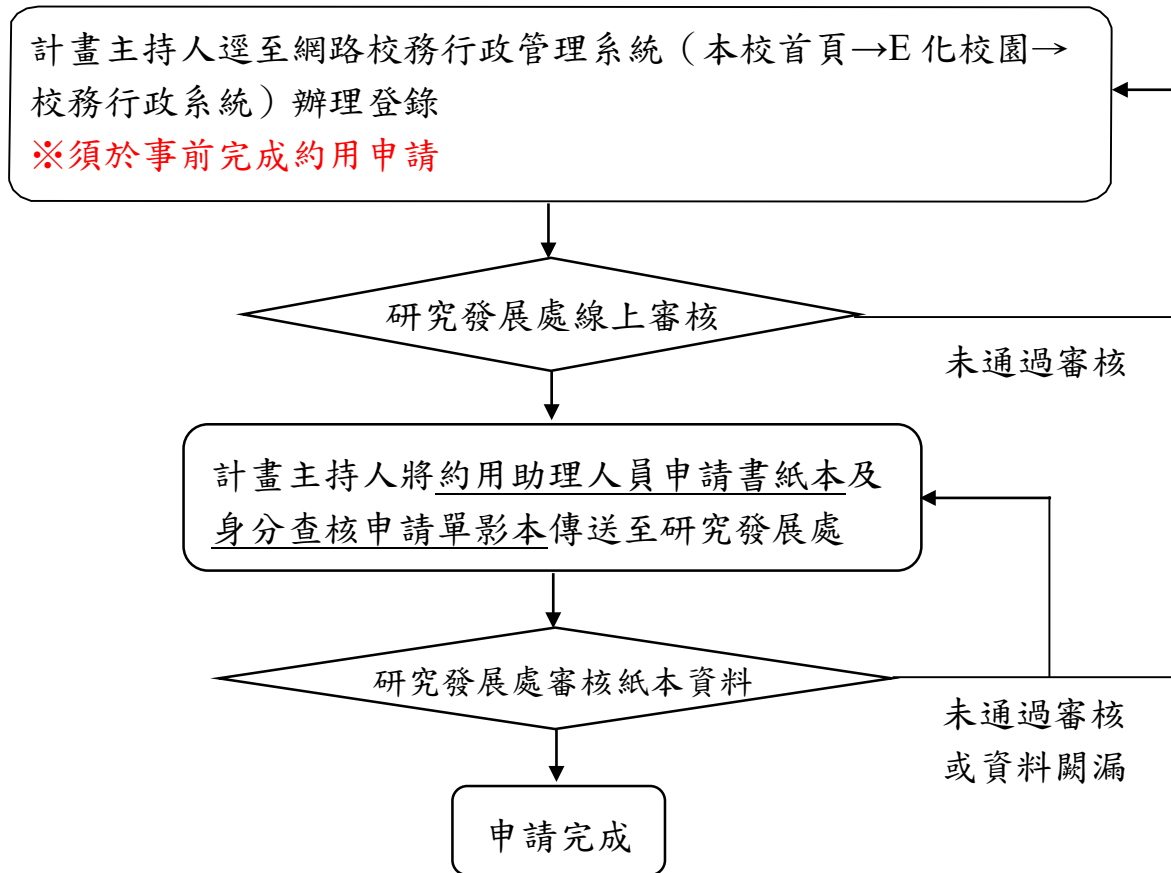 計畫主持人逕至網路校務行政管理系統（本校首頁→E 化校園→
校務行政系統）辦理登錄
※須於事前完成約用申請
研究發展處線上審核
未通過審核
計畫主持人將約用助理人員申請書紙本及
身分查核申請單影本傳送至研究發展處
研究發展處審核紙本資料
未通過審核
或資料闕漏
申請完成